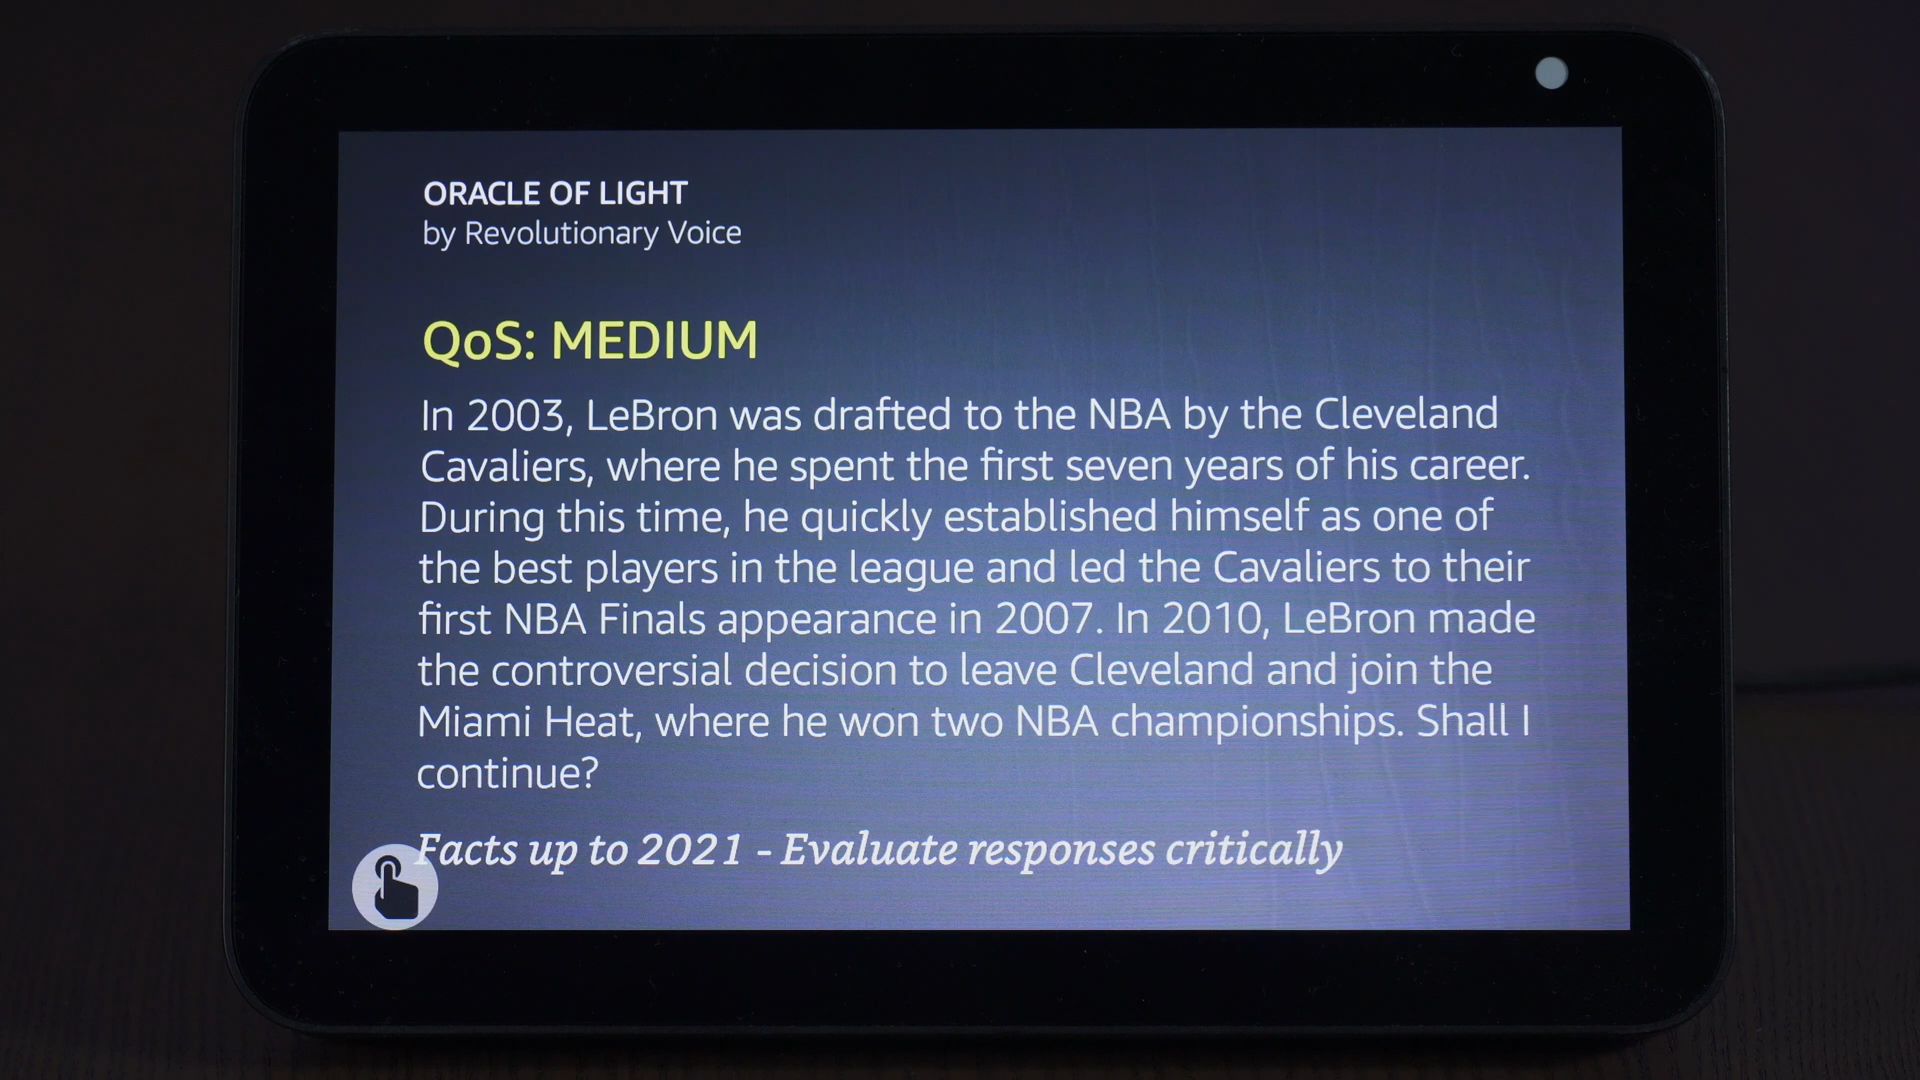 ORACLE OF LIGHT
by Revolutionary Voice
QoS: MEDIUM
In 2003, LeBron was drafted to the NBA by the Cleveland
Cavaliers, where he spent the first seven years of his career.
During this time, he quickly established himself as one of
the best players in the league and led the Cavaliers to their
first NBA Finals appearance in 2007. In 2010, LeBron made
the controversial decision to leave Cleveland and join the
Miami Heat, where he won two NBA championships. Shall I
continue?
Facts up to 2021 - Evaluate responses critically